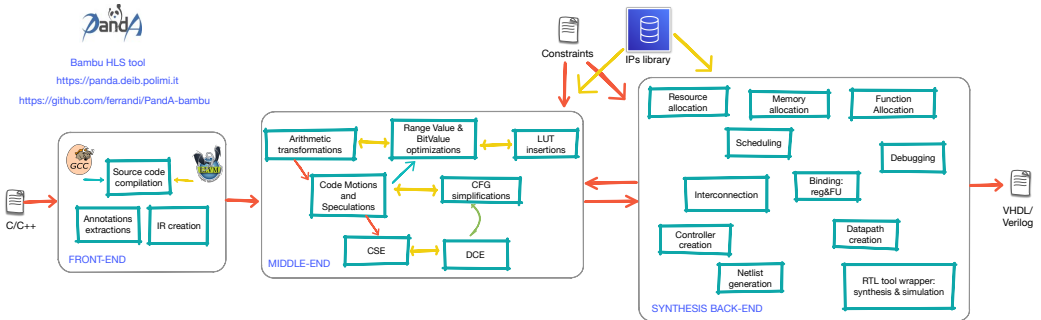 PandA
Bambu HLS tool
https://panda.deib.polimi.it
https://github.com/ferrandi/PandA-bambu
Constraints
IPs library
C/C++
GCC
Source code
compilation
Annotations
extractions
IR creation
FRONT-END
Arithmetic
transformations
Range Value &
BitValue
optimizations
LUT
insertions
Code Motions
and
Speculations
CFG
simplifications
CSE
DCE
MIDDLE-END
Resource
allocation
Memory
allocation
Function
Allocation
Scheduling
Debugging
Interconnection
Binding:
reg&FU
Controller
creation
Datapath
creation
Netlist
generation
RTL tool wrapper:
synthesis & simulation
SYNTHESIS BACK-END
VHDL/
Verilog